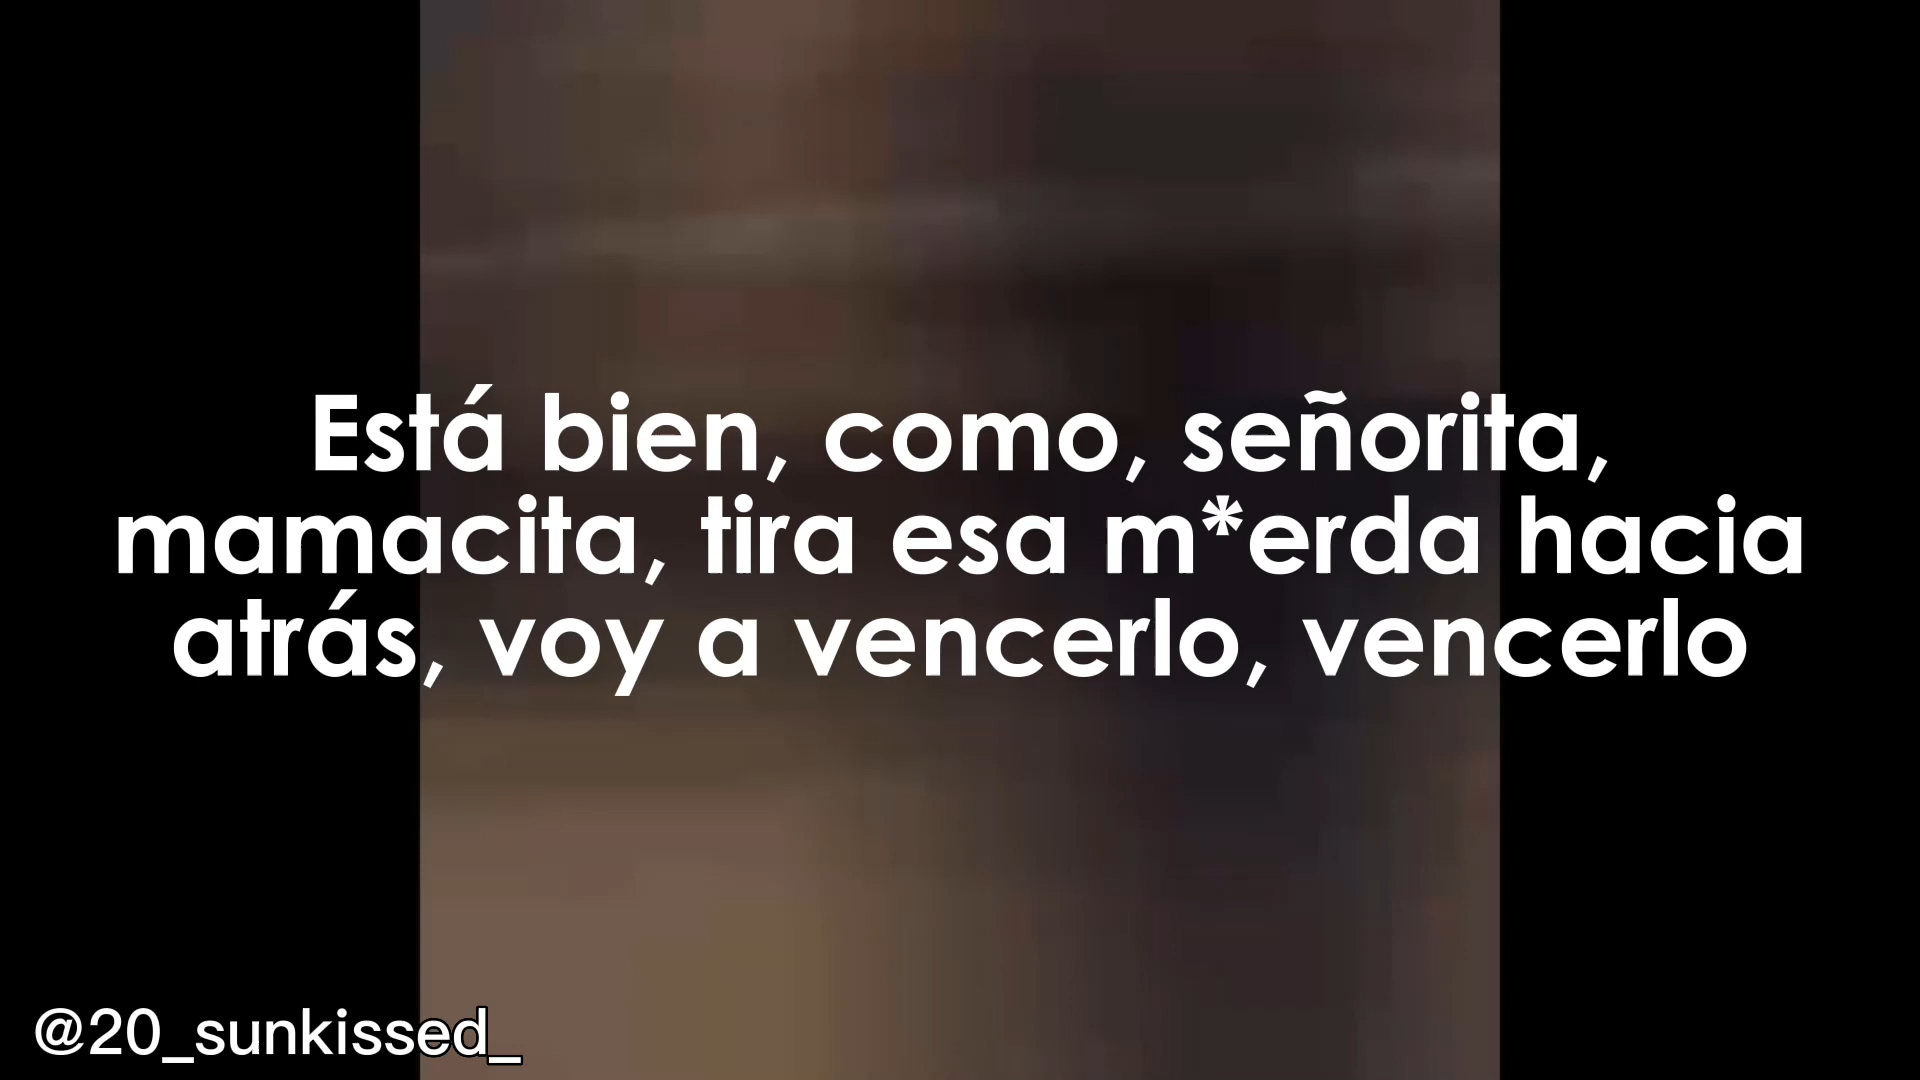 Está bien, como, señorita,
mamacita, tira esa m*erda hacia
atrás, voy a vencerlo, vencerlo
@20_sunkissed_